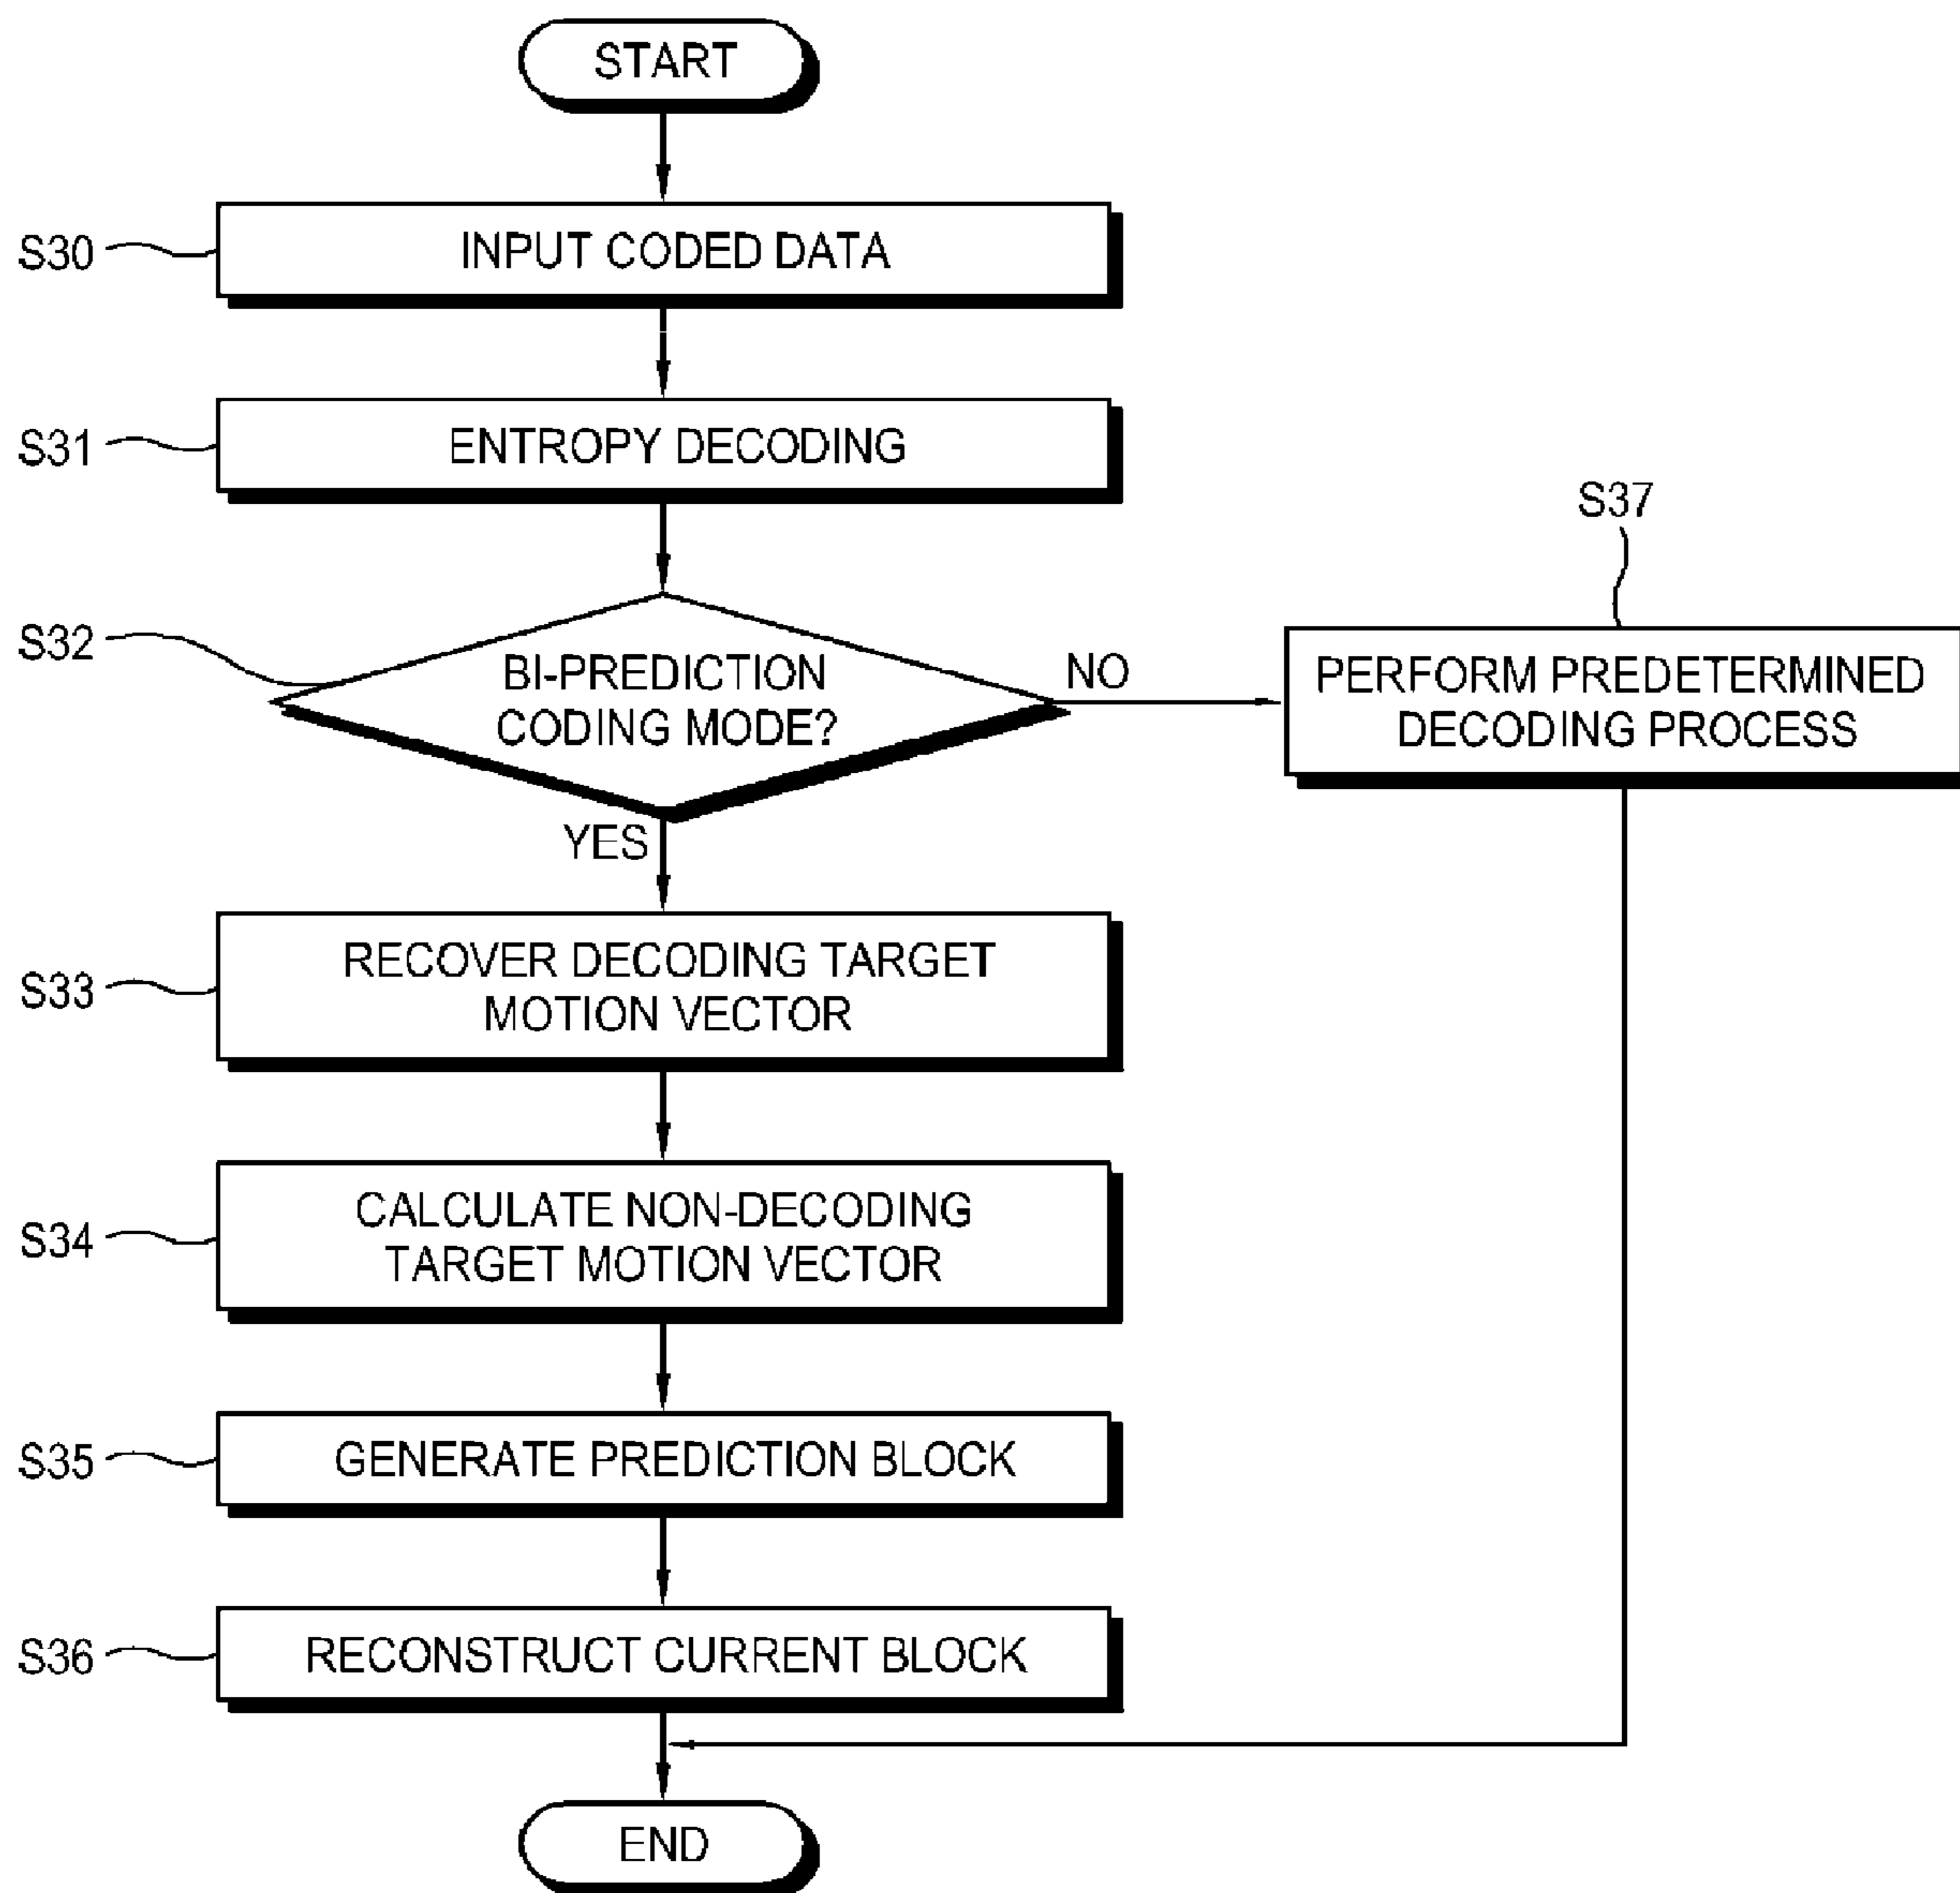 START
S30
INPUT CODED DATA
S31
ENTROPY DECODING
S32
BI-PREDICTION
CODING MODE?
NO
S37
PERFORM PREDETERMINED
DECODING PROCESS
YES
S33
RECOVER DECODING TARGET
MOTION VECTOR
S34
CALCULATE NON-DECODING
TARGET MOTION VECTOR
S35
GENERATE PREDICTION BLOCK
S36
RECONSTRUCT CURRENT BLOCK
END